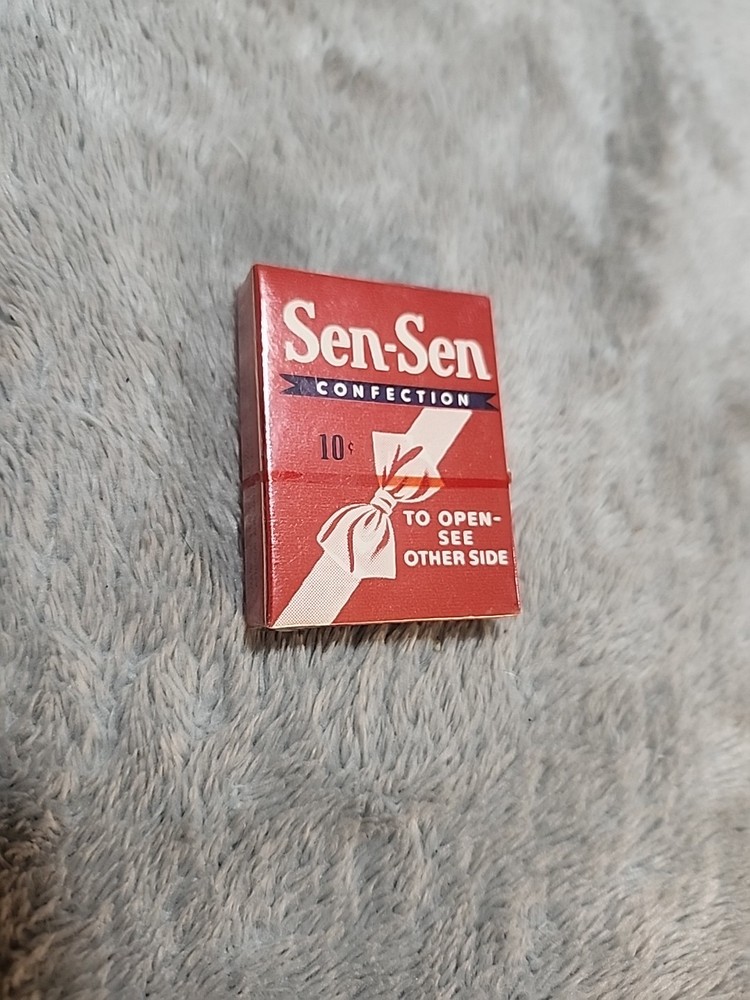 Sen-Sen
CONFECTION
10¢
TO OPEN-
SEE
OTHER SIDE